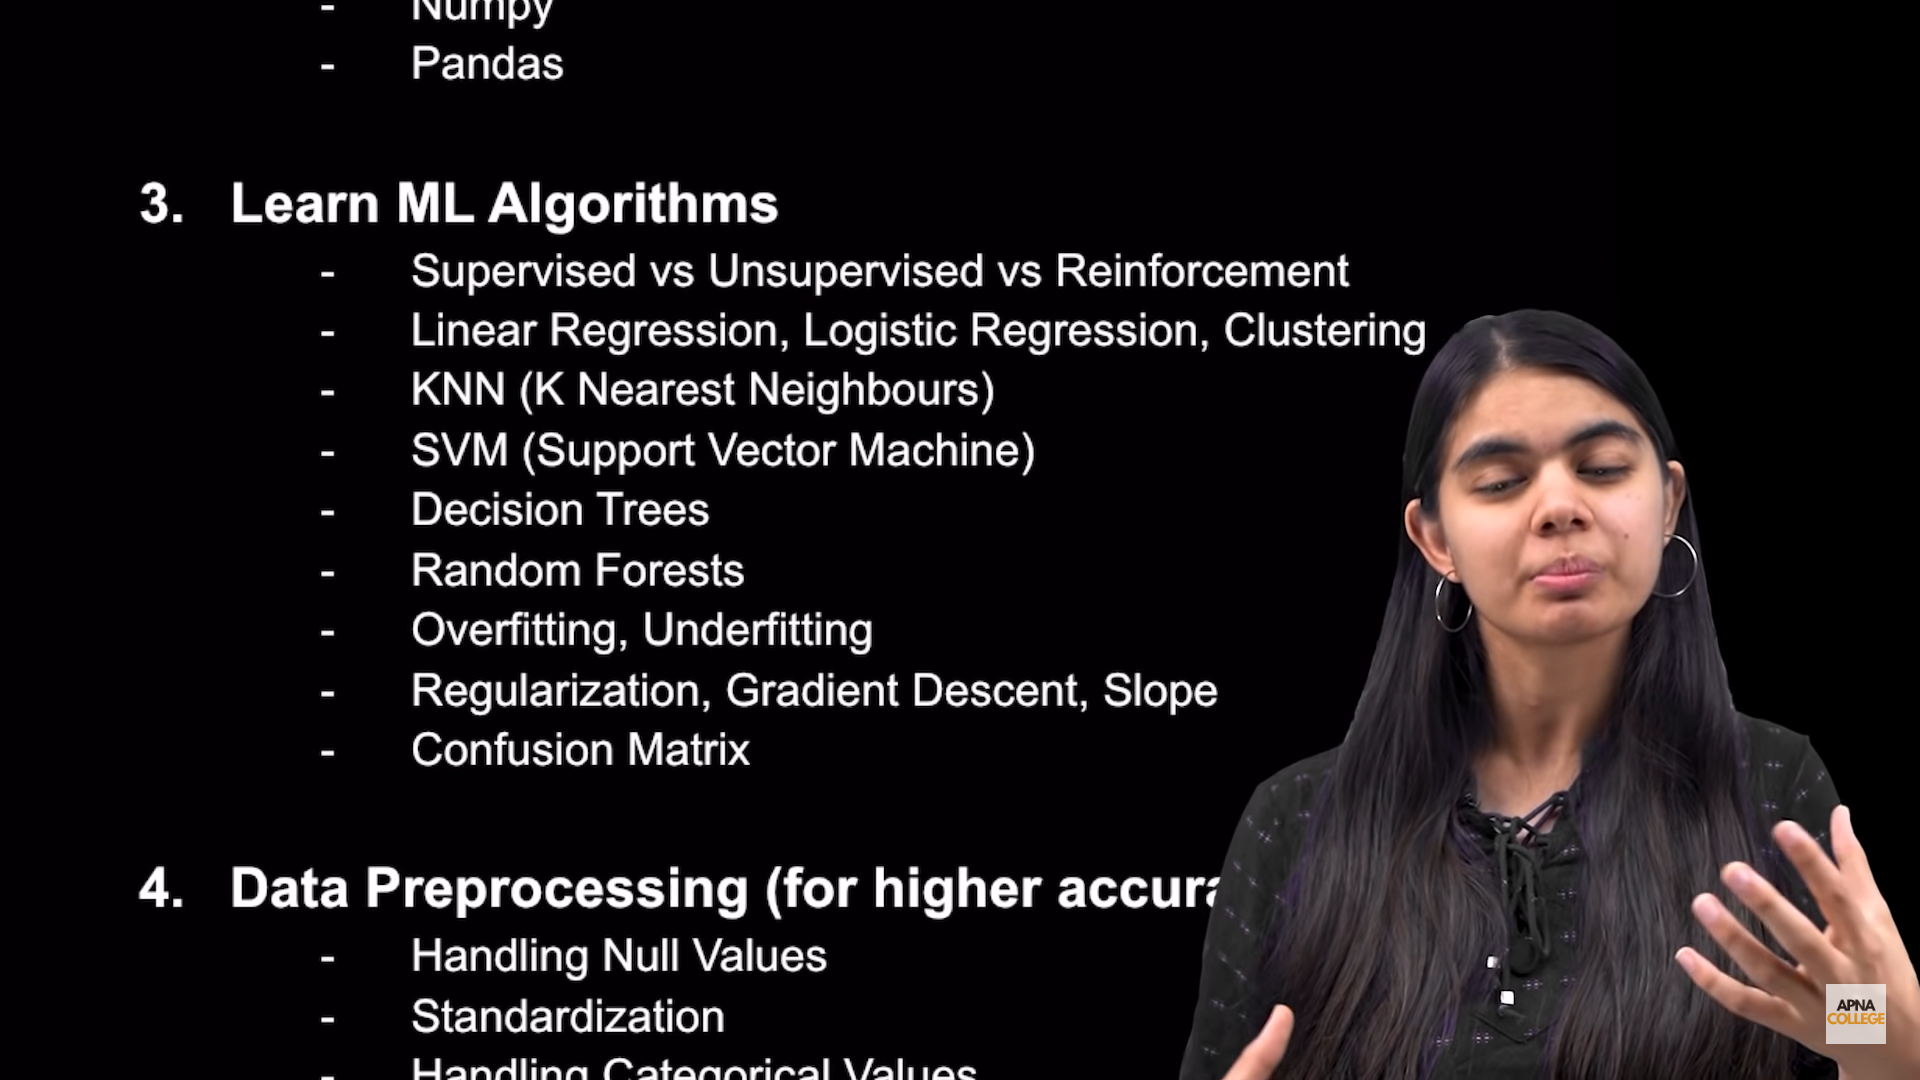 - Numpy
- Pandas
3. Learn ML Algorithms
- Supervised vs Unsupervised vs Reinforcement
- Linear Regression, Logistic Regression, Clustering
- KNN (K Nearest Neighbours)
- SVM (Support Vector Machine)
- Decision Trees
- Random Forests
- Overfitting, Underfitting
- Regularization, Gradient Descent, Slope
- Confusion Matrix
4. Data Preprocessing (for higher
- Handling Null Values
- Standardization
- Handling Categorical Values
APNA
COLLEGE